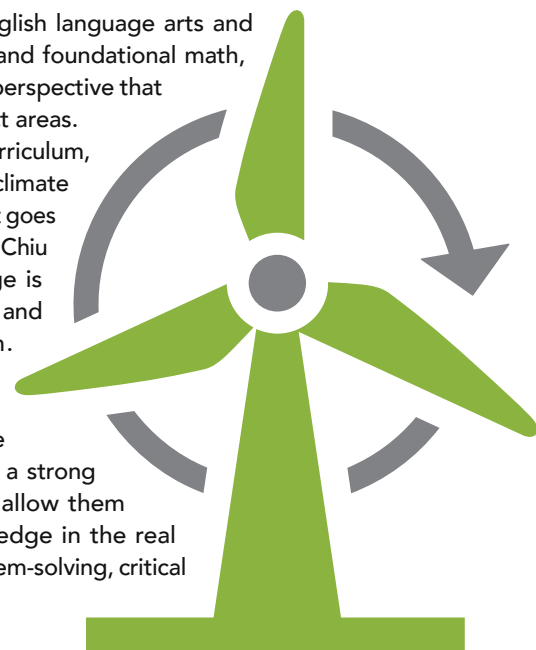 glish language arts and
and foundational math,
perspective that
t areas.
rriculum,
climate
t goes
Chiu
ge is
and
n.
e
a strong
allow them
edge in the real
em-solving, critical